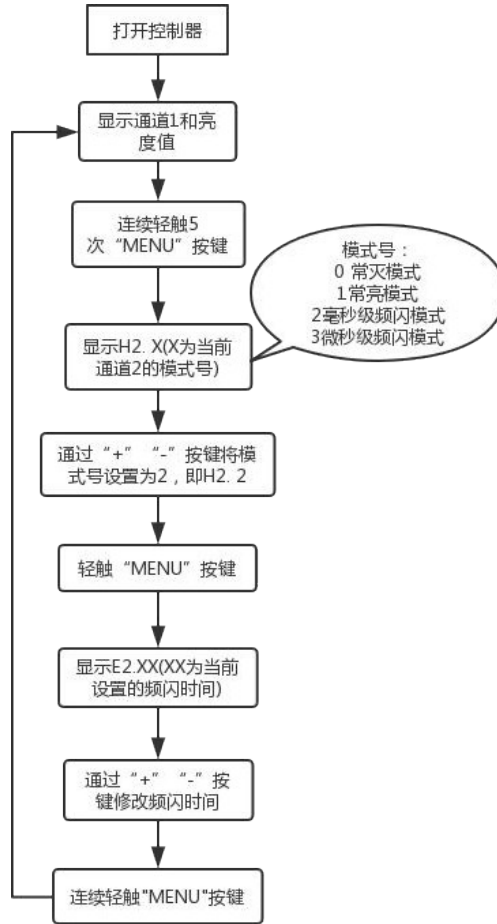 打开控制器
显示通道1和亮
度值
连续轻触5
次“MENU”按键
模式号：
0 常灭模式
1常亮模式
2毫秒级频闪模式
3微秒级频闪模式
显示H2. X(X为当前
通道2的模式号)
通过“+”“-”按键将模
式号设置为2，即H2. 2
轻触“MENU”按键
显示E2.XX(XX为当前
设置的频闪时间)
通过“+”“-”按
键修改频闪时间
连续轻触"MENU"按键